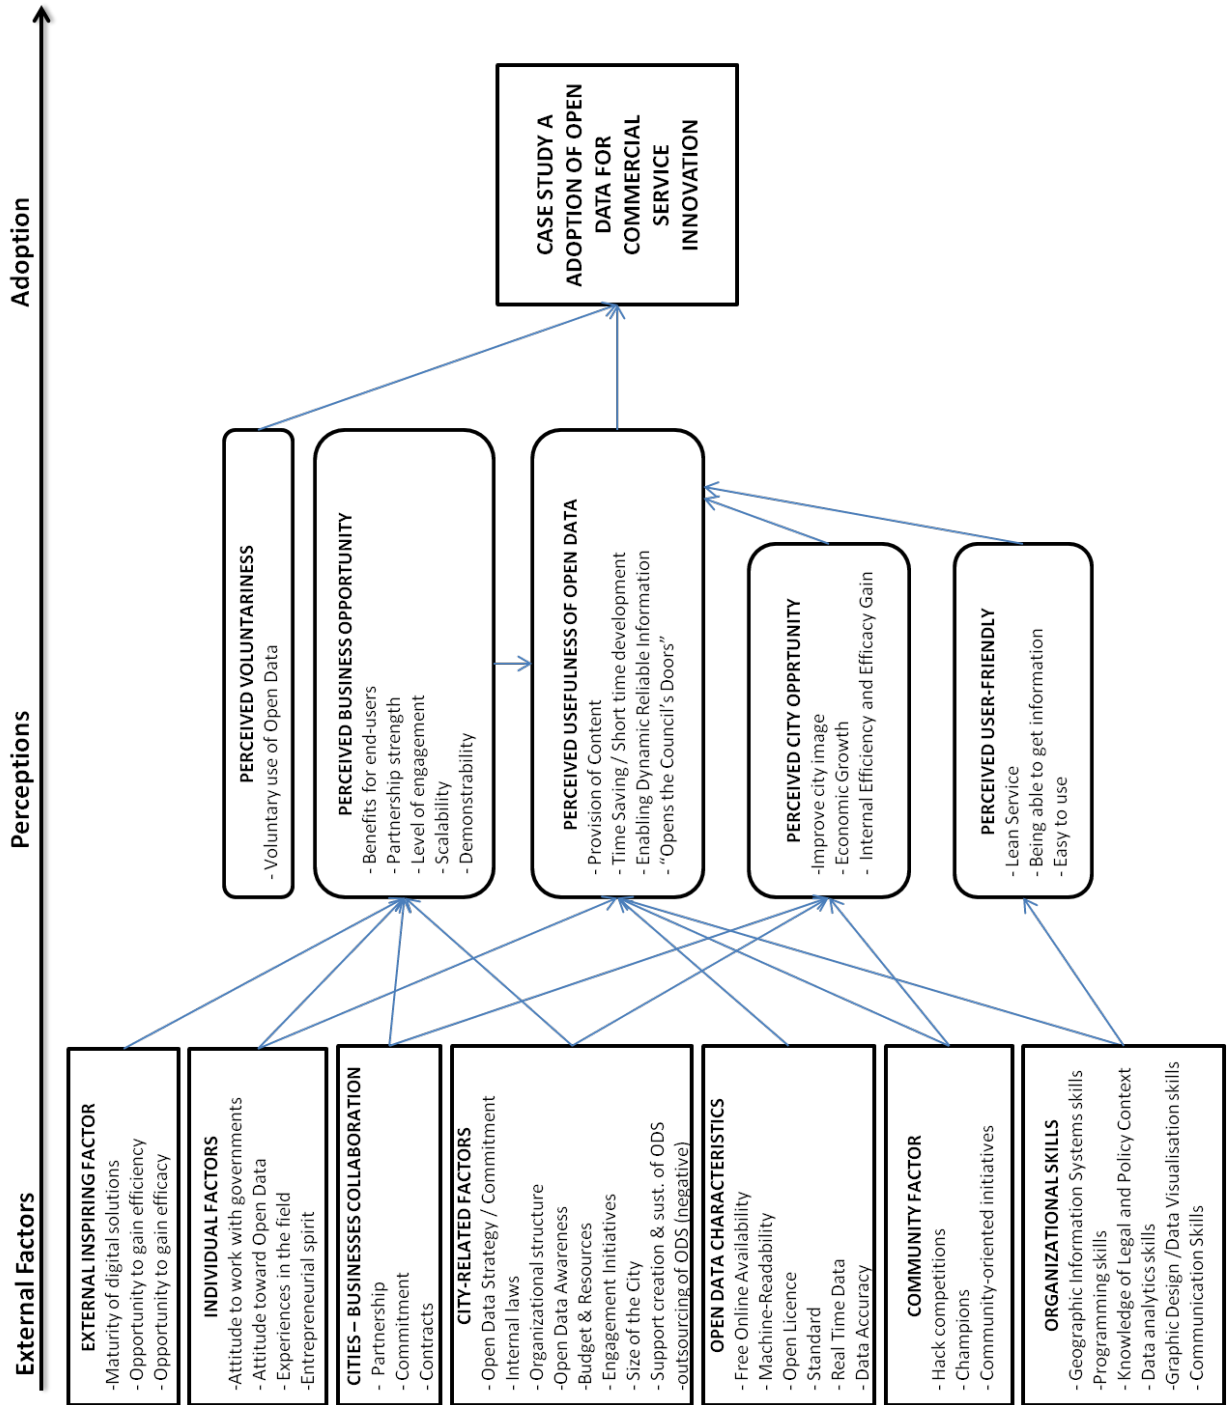 External Factors
Perceptions
Adoption
EXTERNAL INSPIRING FACTOR
-Maturity of digital solutions
- Opportunity to gain efficiency
- Opportunity to gain efficacy
INDIVIDUAL FACTORS
-Attitude to work with governments
- Attitude toward Open Data
- Experiences in the field
-Entrepreneurial spirit
CITIES – BUSINESSES COLLABORATION
- Partnership
- Commitment
- Contracts
CITY-RELATED FACTORS
- Open Data Strategy / Commitment
- Internal laws
- Organizational structure
-Open Data Awareness
-Budget & Resources
- Engagement Initiatives
- Size of the City
- Support creation & sust. of ODS
-outsourcing of ODS (negative)
OPEN DATA CHARACTERISTICS
- Free Online Availability
- Machine-Readability
- Open Licence
- Standard
- Real Time Data
- Data Accuracy
COMMUNITY FACTOR
- Hack competitions
- Champions
- Community-oriented initiatives
ORGANIZATIONAL SKILLS
- Geographic Information Systems skills
-Programming skills
- Knowledge of Legal and Policy Context
- Data analytics skills
-Graphic Design /Data Visualisation skills
- Communication Skills
PERCEIVED VOLUNTARINESS
- Voluntary use of Open Data
PERCEIVED BUSINESS OPPORTUNITY
- Benefits for end-users
- Partnership strength
- Level of engagement
- Scalability
- Demonstrability
PERCEIVED USEFULNESS OF OPEN DATA
- Provision of Content
- Time Saving / Short time development
- Enabling Dynamic Reliable Information
- “Opens the Council’s Doors”
PERCEIVED CITY OPPRTUNITY
-Improve city image
- Economic Growth
- Internal Efficiency and Efficacy Gain
PERCEIVED USER-FRIENDLY
- Lean Service
- Being able to get information
- Easy to use
CASE STUDY A
ADOPTION OF OPEN
DATA FOR
COMMERCIAL
SERVICE
INNOVATION